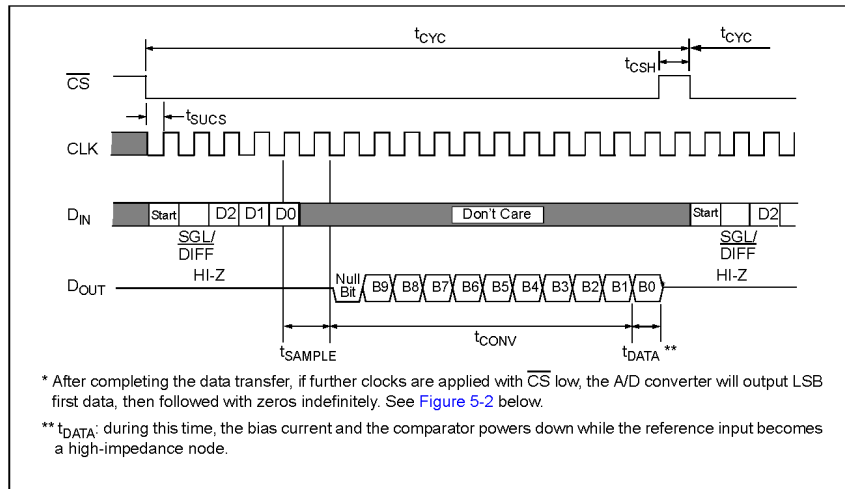 tCYC
tCYC
tCSH
CS
tSUCS
CLK
DIN
Start
D2
D1
D0
Don't Care
Start
D2
SGL/
DIFF
SGL/
DIFF
HI-Z
HI-Z
DOUT
Null
Bit
B9
B8
B7
B6
B5
B4
B3
B2
B1
B0
tSAMPLE
tCONV
tDATA **
* After completing the data transfer, if further clocks are applied with CS low, the A/D converter will output LSB
first data, then followed with zeros indefinitely. See Figure 5-2 below.
** tDATA: during this time, the bias current and the comparator powers down while the reference input becomes
a high-impedance node.